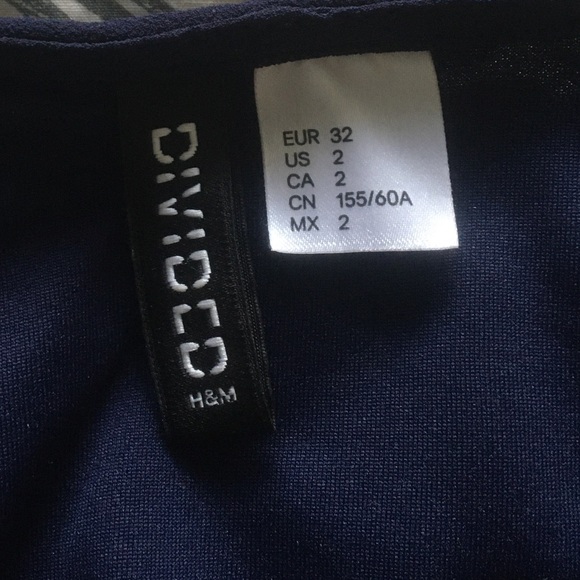 DIVIDED
H&M
EUR 32
US 2
CA 2
CN 155/60A
MX 2